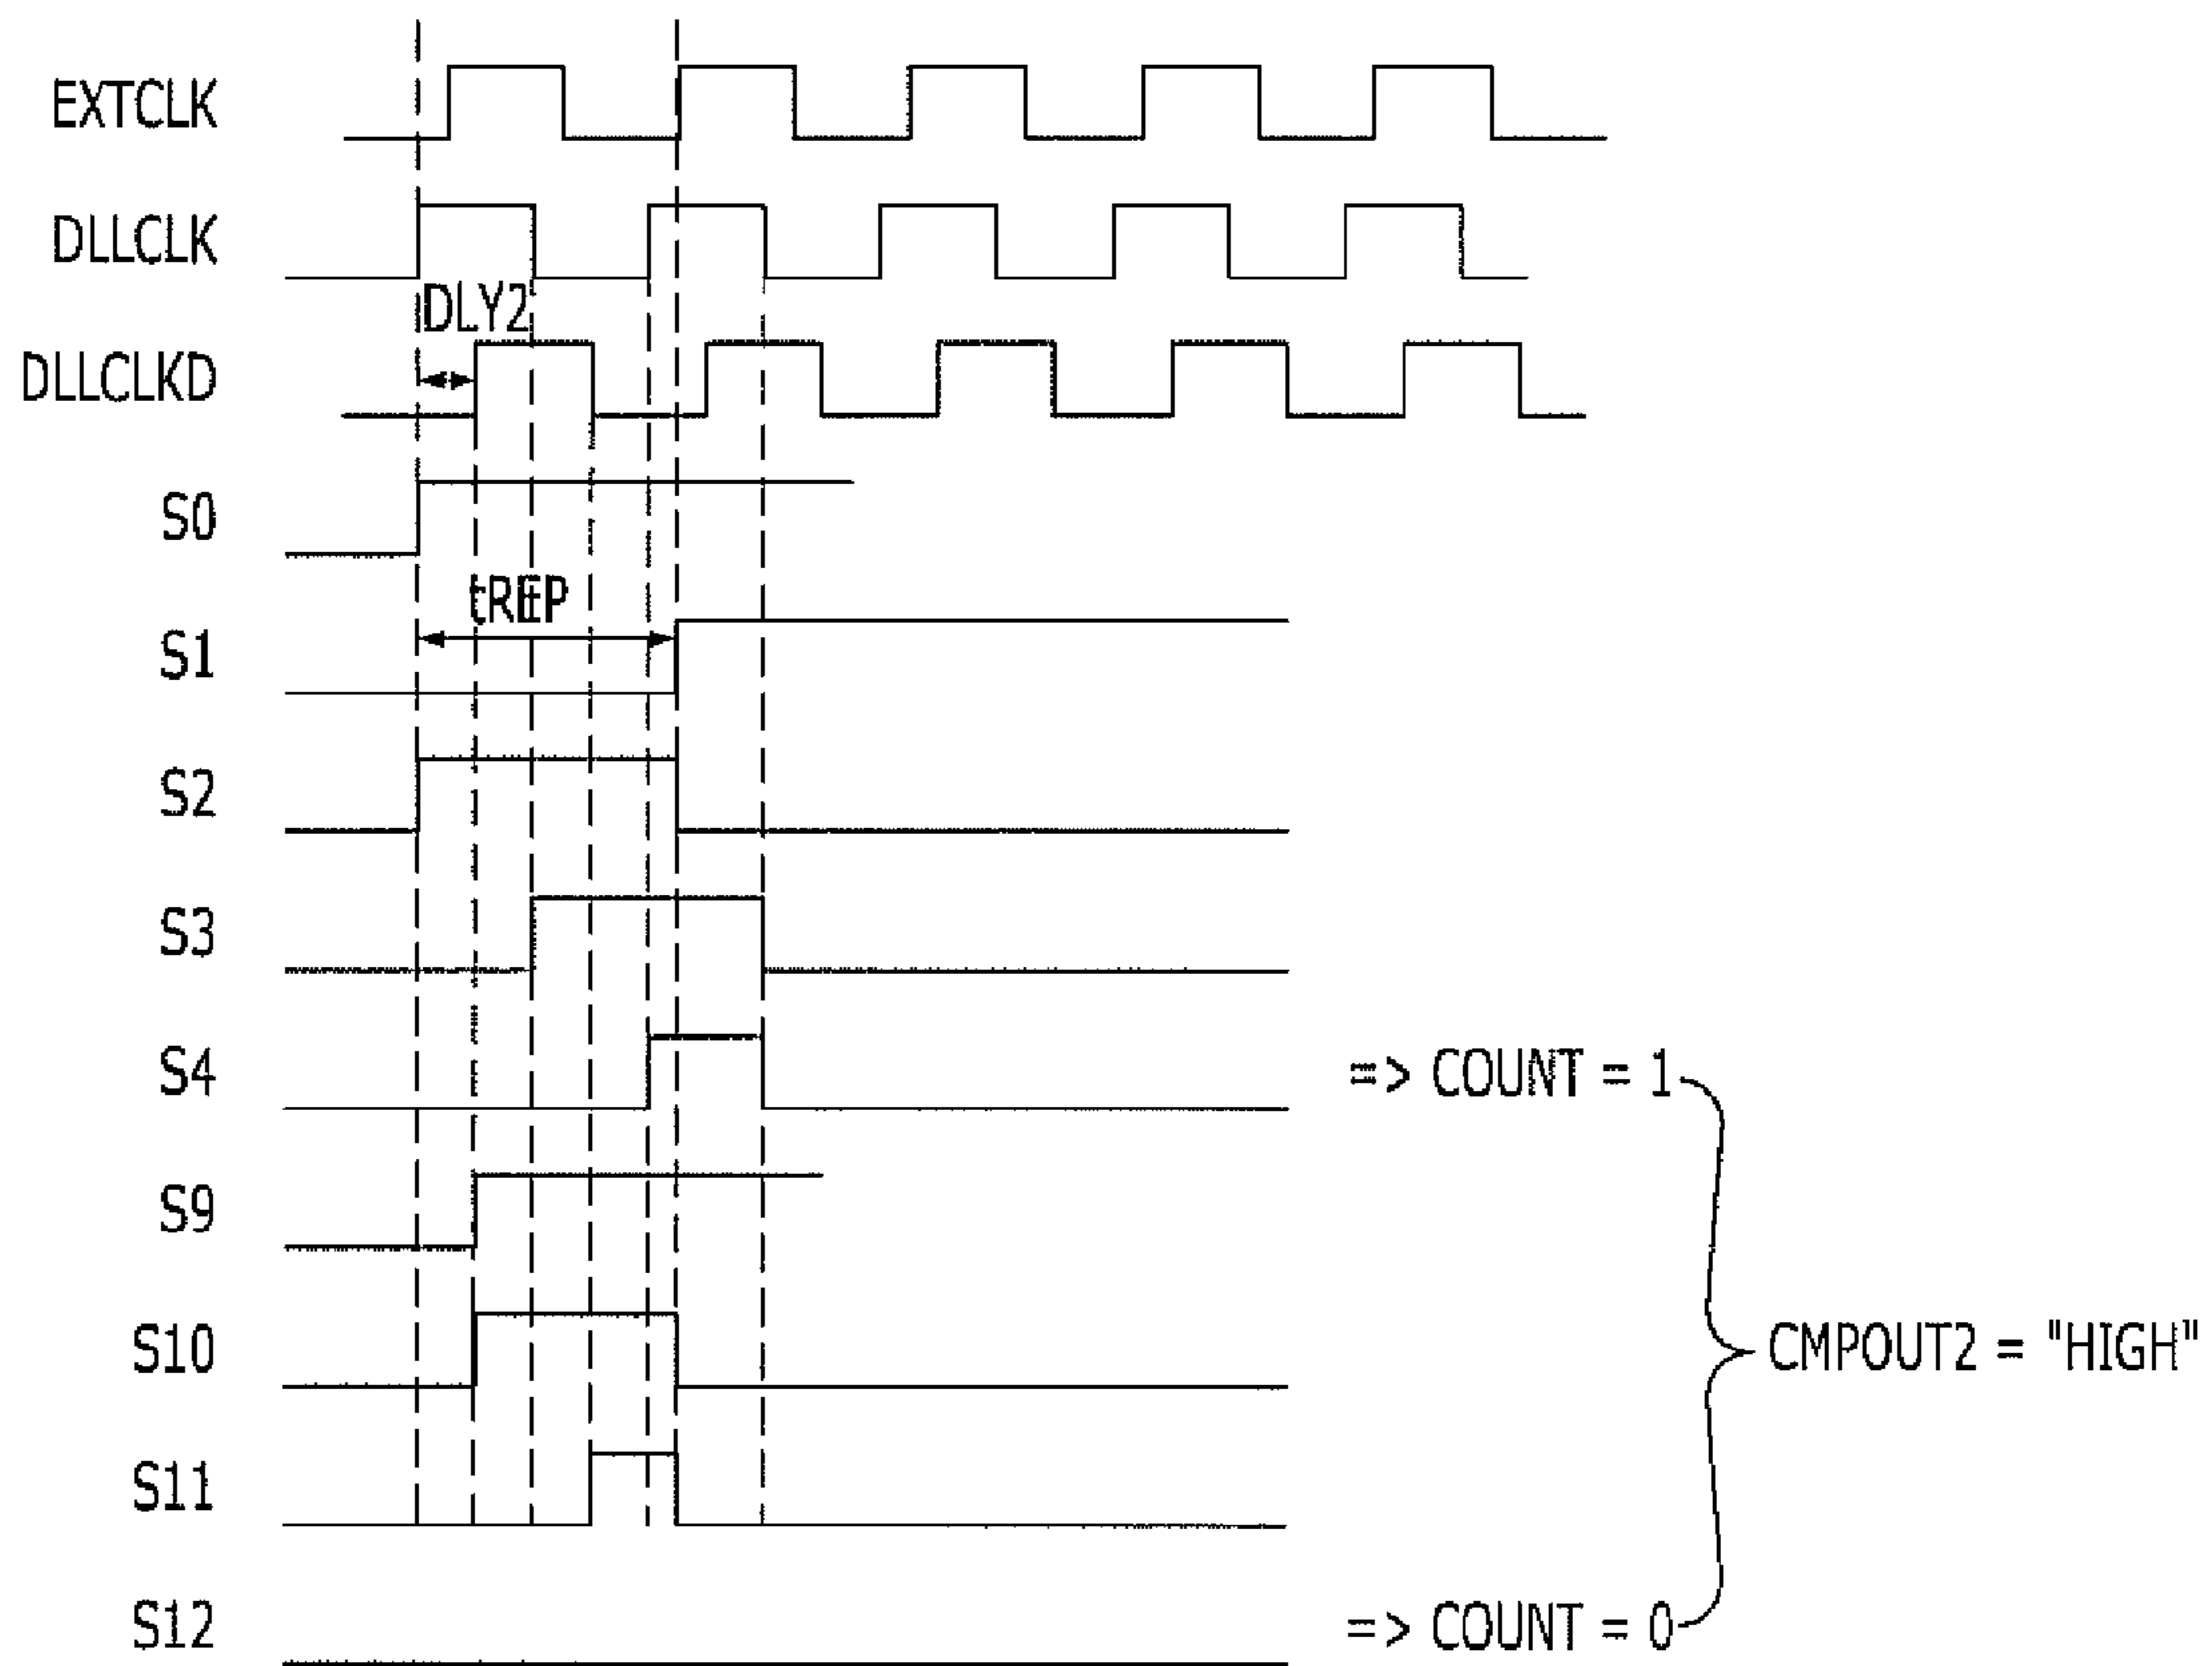 EXTCLK
DLLCLK
DLY2
DLLCLKD
S0
tREP
S1
S2
S3
S4 => COUNT = 1
S9
S10 CMPOUT2 = "HIGH"
S11
S12 => COUNT = 0